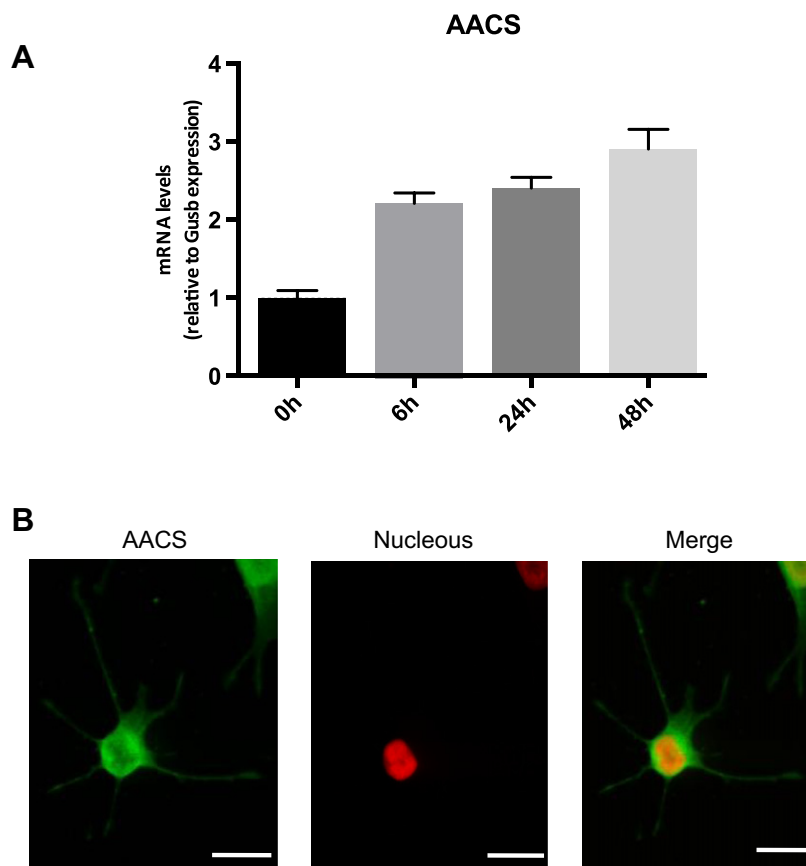 AACS
A
4
3
2
1
0
mRNA levels
(relative to Gusb expression)
0h
6h
24h
48h
B
AACS
Nucleous
Merge